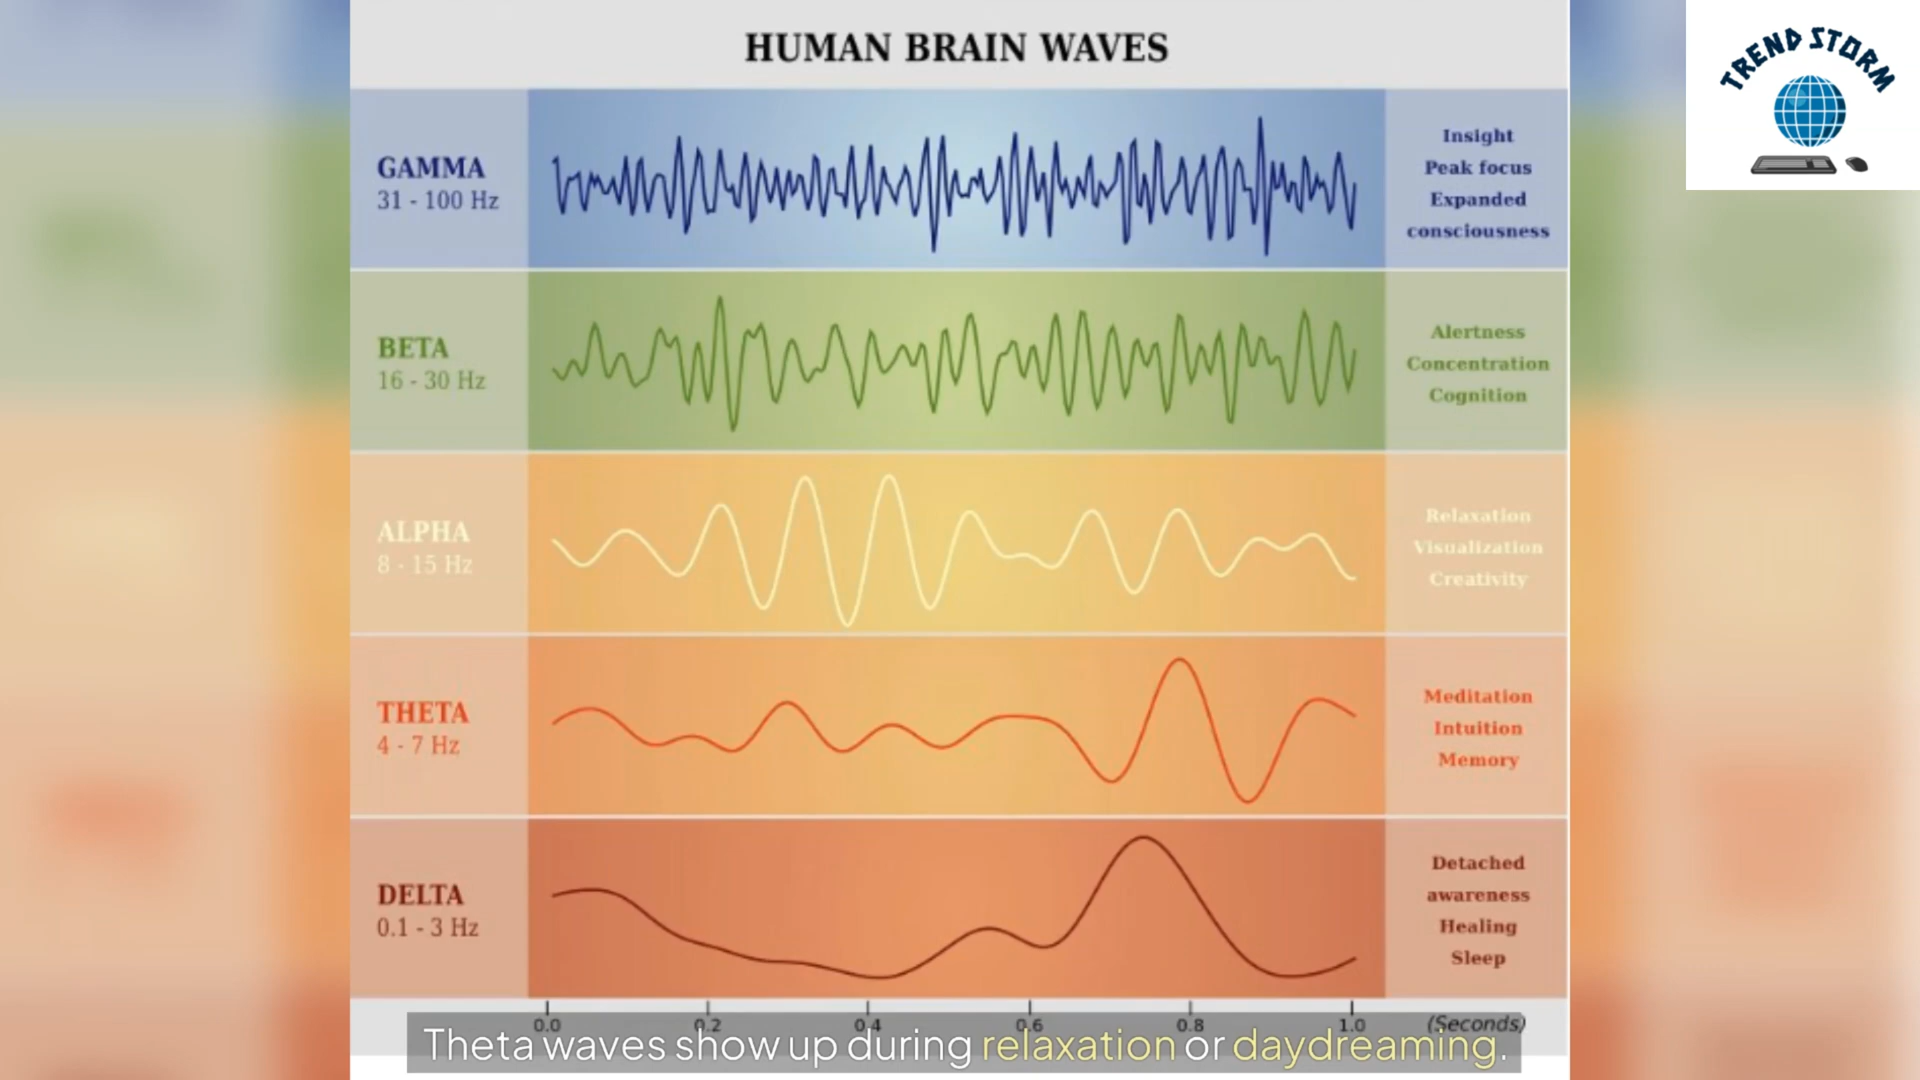 HUMAN BRAIN WAVES
TREND STORM
GAMMA
31 - 100 Hz
Insight
Peak focus
Expanded
consciousness
BETA
16 - 30 Hz
Alertness
Concentration
Cognition
ALPHA
8 - 15 Hz
Relaxation
Visualization
Creativity
THETA
4 - 7 Hz
Meditation
Intuition
Memory
DELTA
0.1 - 3 Hz
Detached
awareness
Healing
Sleep
0.0 0.2 0.4 0.6 0.8 1.0 (Seconds)
Theta waves show up during relaxation or daydreaming.